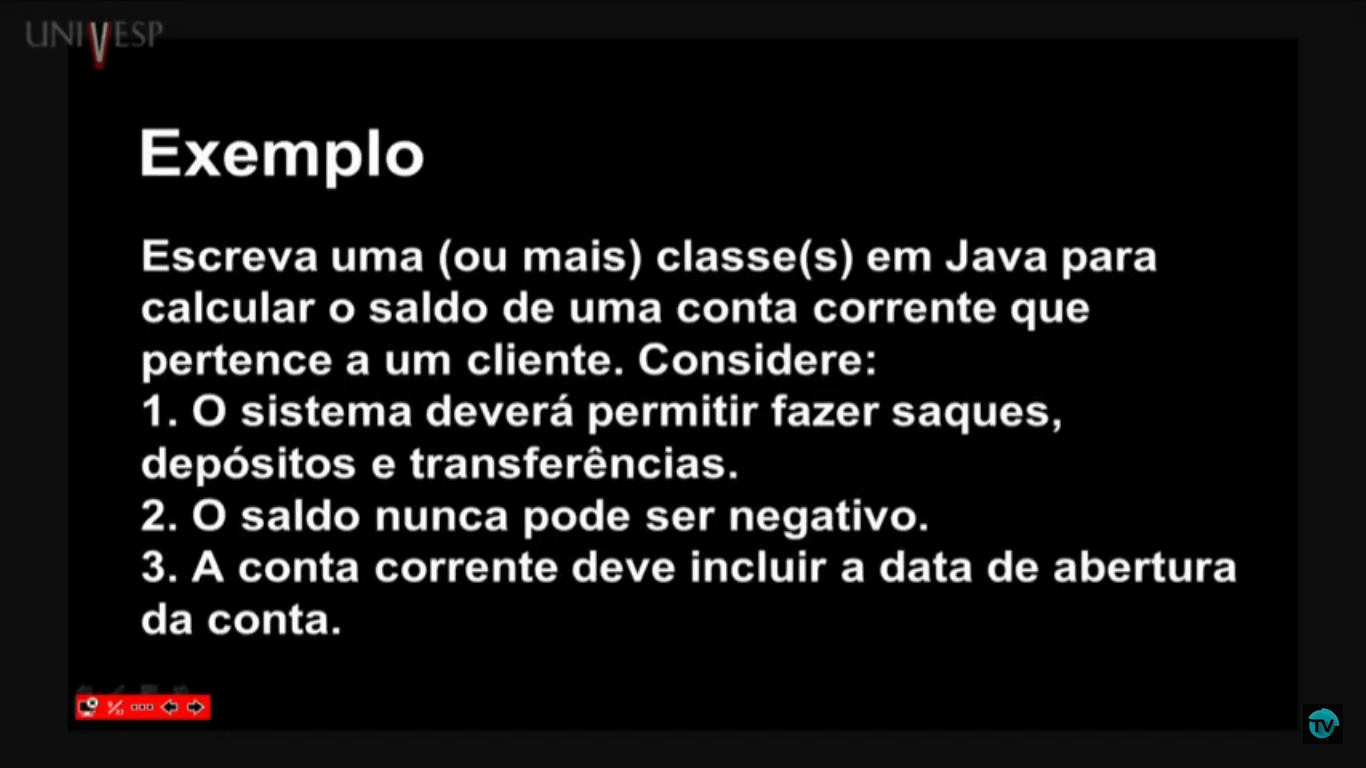 UNIVESP
Exemplo
Escreva uma (ou mais) classe(s) em Java para
calcular o saldo de uma conta corrente que
pertence a um cliente. Considere:
1. O sistema deverá permitir fazer saques,
depósitos e transferências.
2. O saldo nunca pode ser negativo.
3. A conta corrente deve incluir a data de abertura
da conta.
TV